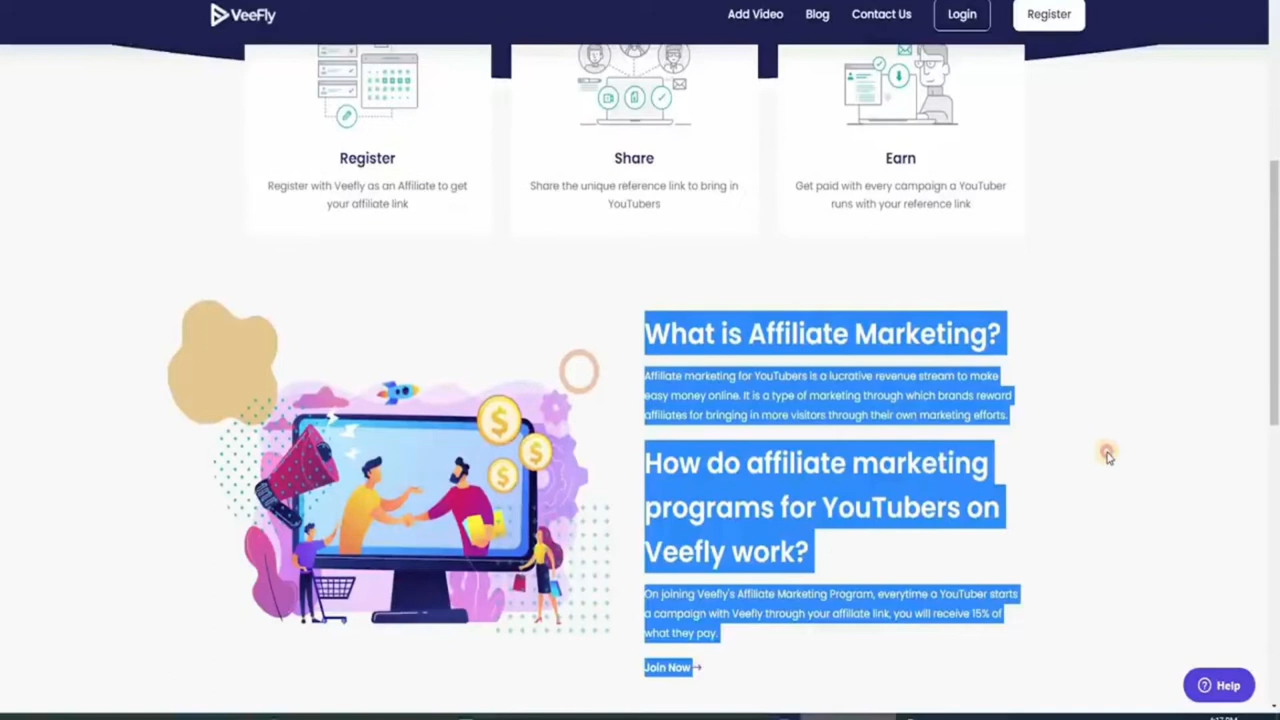 VeeFly
Add Video Blog Contact Us Login Register
Register
Register with Veefly as an Affiliate to get
your affiliate link
Share
Share the unique reference link to bring in
YouTubers
Earn
Get paid with every campaign a YouTuber
runs with your reference link
What is Affiliate Marketing?
Affiliate marketing for YouTubers is a lucrative revenue stream to make
easy money online. It is a type of marketing through which brands reward
affiliates for bringing in more visitors through their own marketing efforts.
How do affiliate marketing
programs for YouTubers on
Veefly work?
On joining Veefly's Affiliate Marketing Program, everytime a YouTuber starts
a campaign with Veefly through your affiliate link, you will receive 15% of
what they pay.
Join Now→
Help